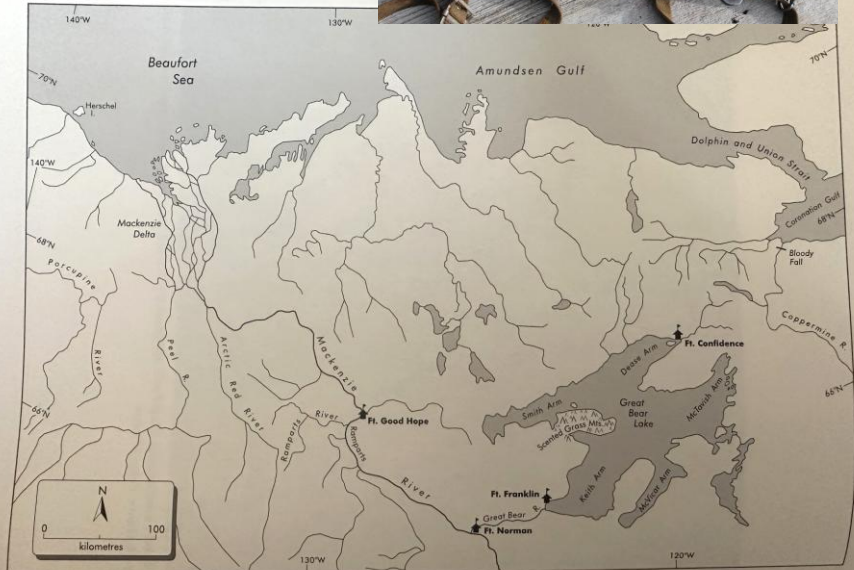 140°W
130°W
120°W
Beaufort
Sea
Amundsen Gulf
70°N
70°N
Herschel
I.
Dolphin and Union Strait
140°W
Coronation Gulf
68°N
Mackenzie
Delta
68°N
Bloody
Fall
Porcupine
River
Peel R.
Arctic Red River
Mackenzie
Coppermine R.
Ft. Confidence
Dease Arm
66°N
66°N
Ramparts
River
Ft. Good Hope
Ramparts
Smith Arm
Great
Bear
Lake
McTavish Arm
Scented Grass Mts.
River
Keith Arm
McVicar Arm
Ft. Franklin
Great Bear R.
Ft. Norman
N
0 100
kilometres
130°W
120°W